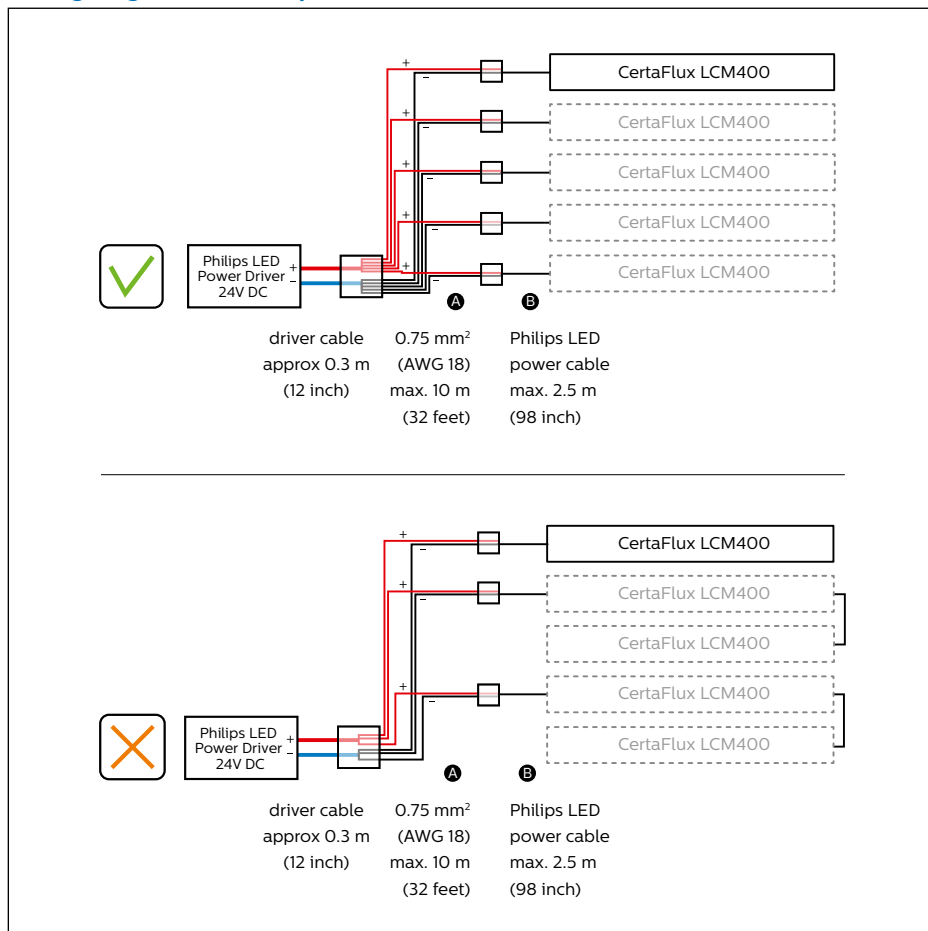 +
−
CertaFlux LCM400
+
−
CertaFlux LCM400
+
−
CertaFlux LCM400
+
−
CertaFlux LCM400
Philips LED
Power Driver
24V DC
+
−
+
−
CertaFlux LCM400
A
B
driver cable
approx 0.3 m
(12 inch)
0.75 mm²
(AWG 18)
max. 10 m
(32 feet)
Philips LED
power cable
max. 2.5 m
(98 inch)
+
−
CertaFlux LCM400
+
−
CertaFlux LCM400
CertaFlux LCM400
+
−
CertaFlux LCM400
CertaFlux LCM400
Philips LED
Power Driver
24V DC
+
−
A
B
driver cable
approx 0.3 m
(12 inch)
0.75 mm²
(AWG 18)
max. 10 m
(32 feet)
Philips LED
power cable
max. 2.5 m
(98 inch)